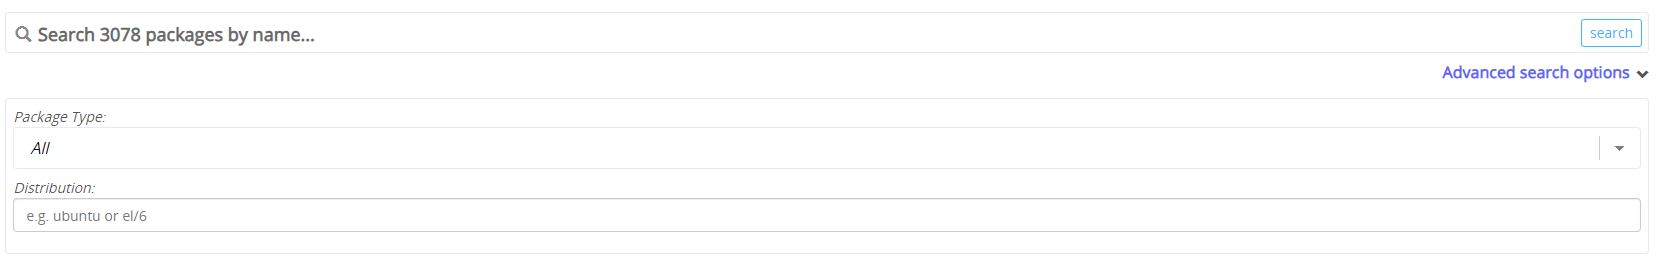 Search 3078 packages by name...
search
Advanced search options
Package Type:
All
Distribution:
e.g. ubuntu or el/6